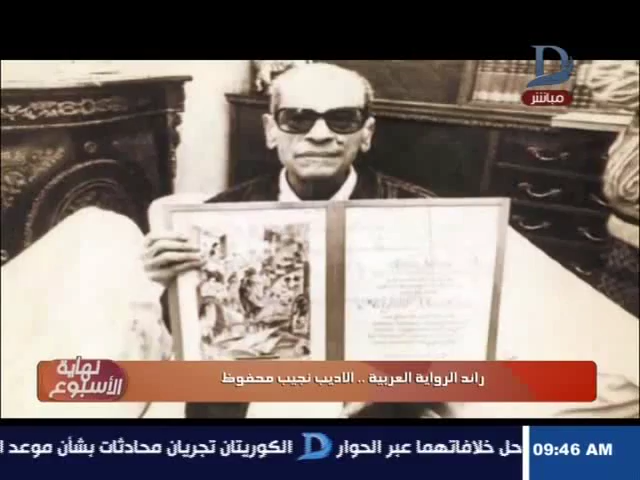 مباشر
نهاية
الأسبوع
رائد الرواية العربية .. الاديب نجيب محفوظ
حل خلافاتهما عبر الحوار الكوريتان تجريان محادثات بشأن موعد ا
09:46 AM